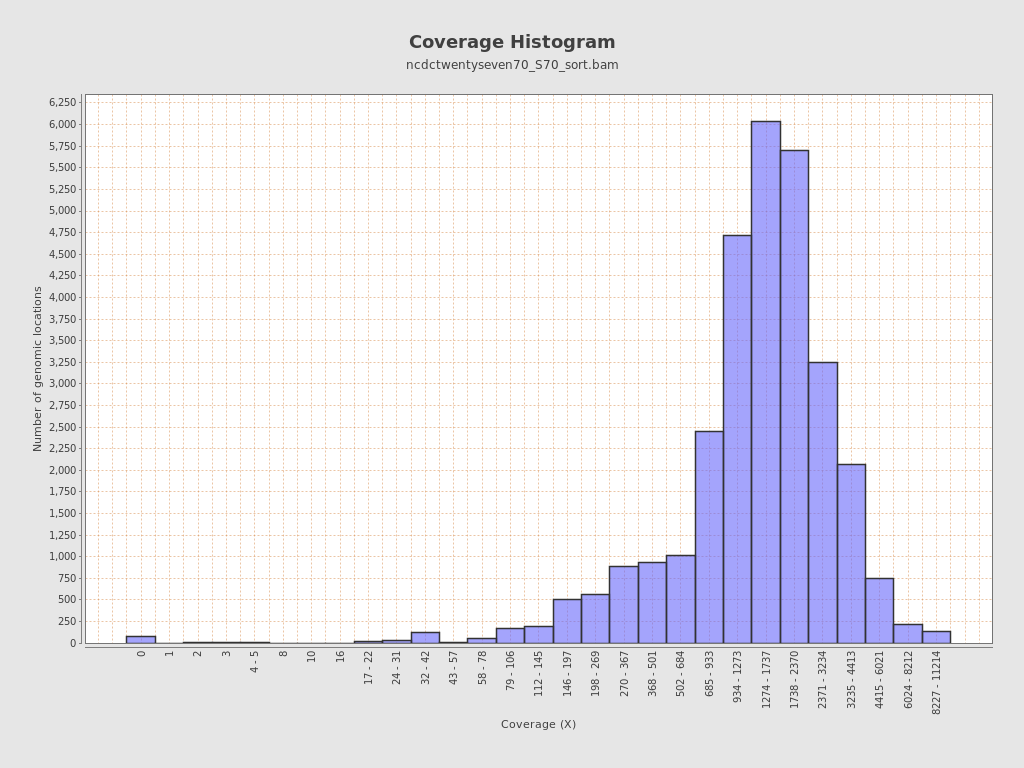 Coverage Histogram
ncdctwentyseven70_S70_sort.bam
Number of genomic locations
6,250
6,000
5,750
5,500
5,250
5,000
4,750
4,500
4,250
4,000
3,750
3,500
3,250
3,000
2,750
2,500
2,250
2,000
1,750
1,500
1,250
1,000
750
500
250
0
0
1
2
3
4 - 5
8
10
16
17 - 22
24 - 31
32 - 42
43 - 57
58 - 78
79 - 106
112 - 145
146 - 197
198 - 269
270 - 367
368 - 501
502 - 684
685 - 933
934 - 1273
1274 - 1737
1738 - 2370
2371 - 3234
3235 - 4413
4415 - 6021
6024 - 8212
8227 - 11214
Coverage (X)